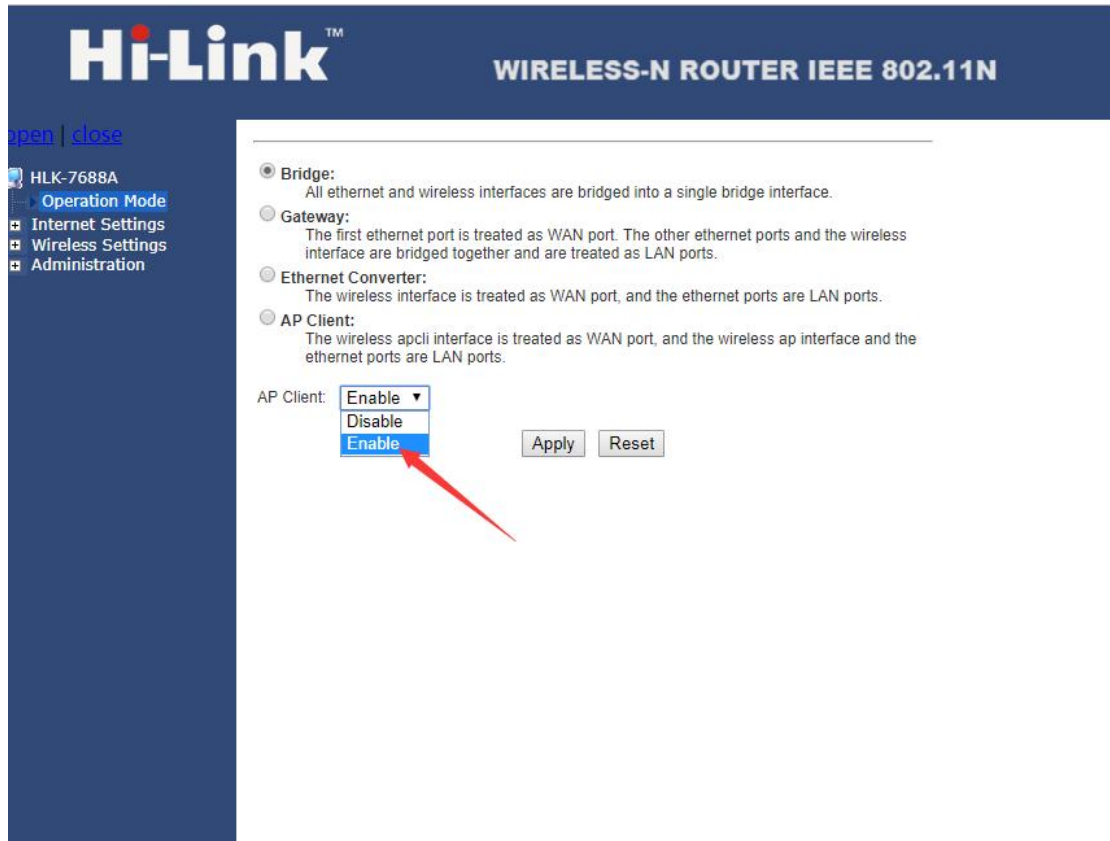 Hi-Link™
WIRELESS-N ROUTER IEEE 802.11N
open | close
HLK-7688A
Operation Mode
Internet Settings
Wireless Settings
Administration
Bridge:
All ethernet and wireless interfaces are bridged into a single bridge interface.
Gateway:
The first ethernet port is treated as WAN port. The other ethernet ports and the wireless
interface are bridged together and are treated as LAN ports.
Ethernet Converter:
The wireless interface is treated as WAN port, and the ethernet ports are LAN ports.
AP Client:
The wireless apcli interface is treated as WAN port, and the wireless ap interface and the
ethernet ports are LAN ports.
AP Client: Enable
Disable
Enable
Apply Reset